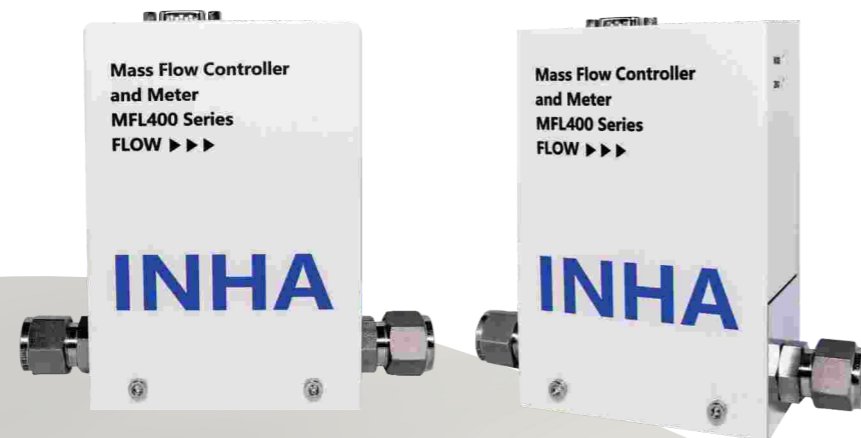 Mass Flow Controller
and Meter
MFL400 Series
FLOW ▶▶▶
INHA
Mass Flow Controller
and Meter
MFL400 Series
FLOW ▶▶▶
INHA